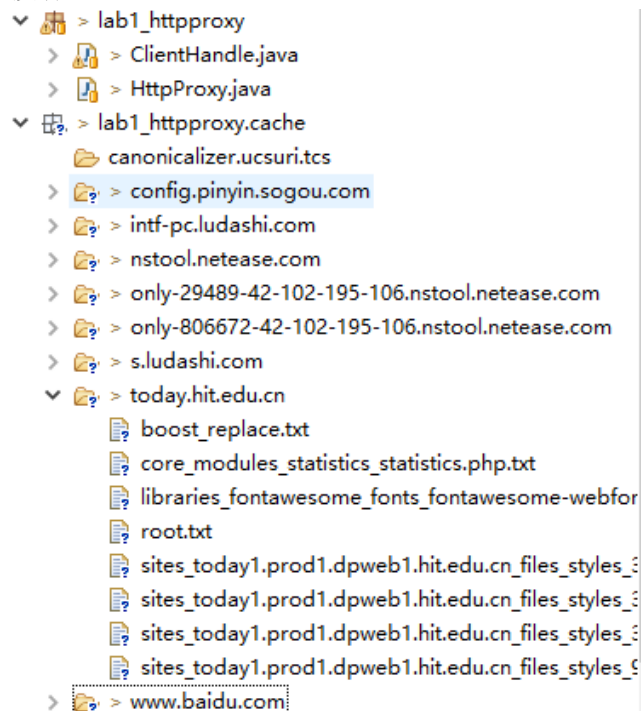 > lab1_httpproxy
> ClientHandle.java
> HttpProxy.java
> lab1_httpproxy.cache
canonicalizer.ucsuri.tcs
> config.pinyin.sogou.com
> intf-pc.ludashi.com
> nstool.netease.com
> only-29489-42-102-195-106.nstool.netease.com
> only-806672-42-102-195-106.nstool.netease.com
> s.ludashi.com
> today.hit.edu.cn
boost_replace.txt
core_modules_statistics_statistics.php.txt
libraries_fontawesome_fonts_fontawesome-webfor
root.txt
sites_today1.prod1.dpweb1.hit.edu.cn_files_styles_3
sites_today1.prod1.dpweb1.hit.edu.cn_files_styles_3
sites_today1.prod1.dpweb1.hit.edu.cn_files_styles_3
sites_today1.prod1.dpweb1.hit.edu.cn_files_styles_9
> www.baidu.com